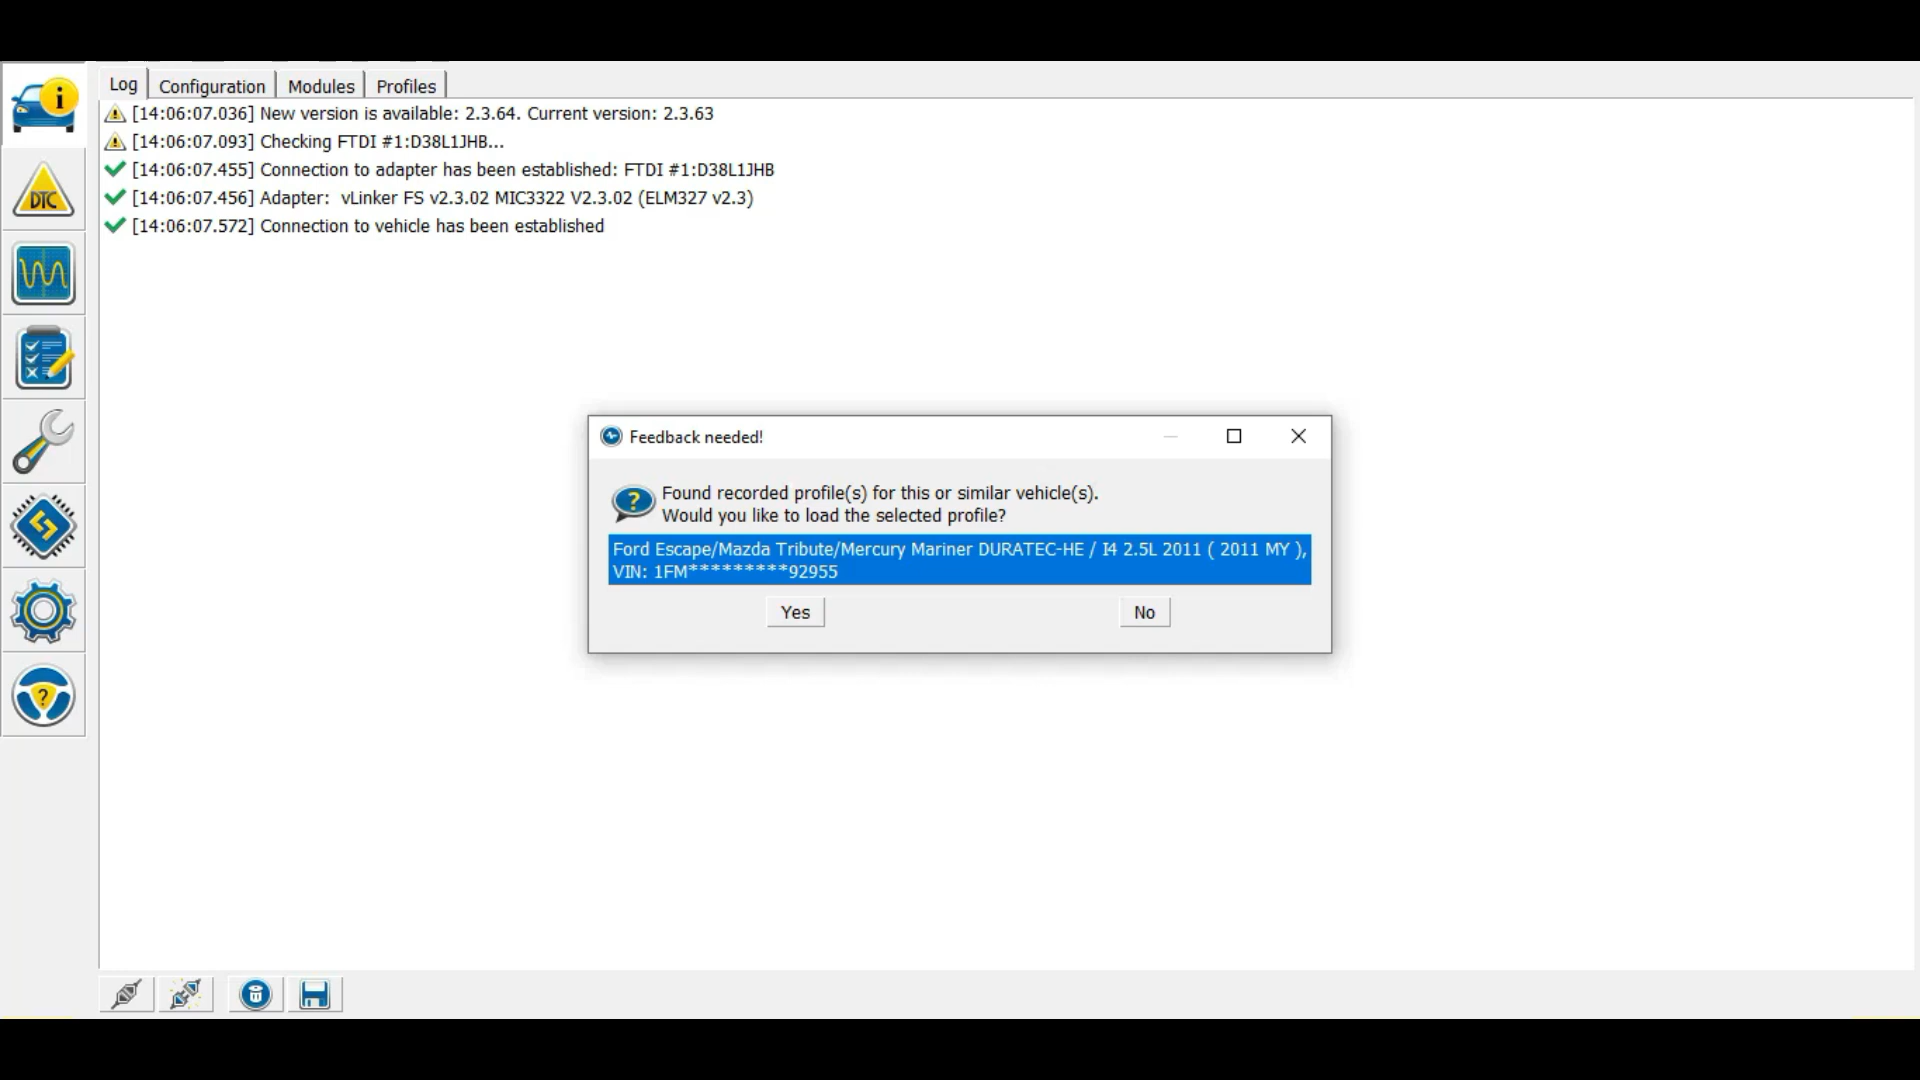 Log
Configuration
Modules
Profiles
[14:06:07.036] New version is available: 2.3.64. Current version: 2.3.63
[14:06:07.093] Checking FTDI #1:D38L1JHB...
[14:06:07.455] Connection to adapter has been established: FTDI #1:D38L1JHB
[14:06:07.456] Adapter:  vLinker FS v2.3.02 MIC3322 V2.3.02 (ELM327 v2.3)
[14:06:07.572] Connection to vehicle has been established
DTC
Feedback needed!
Found recorded profile(s) for this or similar vehicle(s).
Would you like to load the selected profile?
Ford Escape/Mazda Tribute/Mercury Mariner DURATEC-HE / I4 2.5L 2011 ( 2011 MY ),
VIN: 1FM*********92955
Yes
No